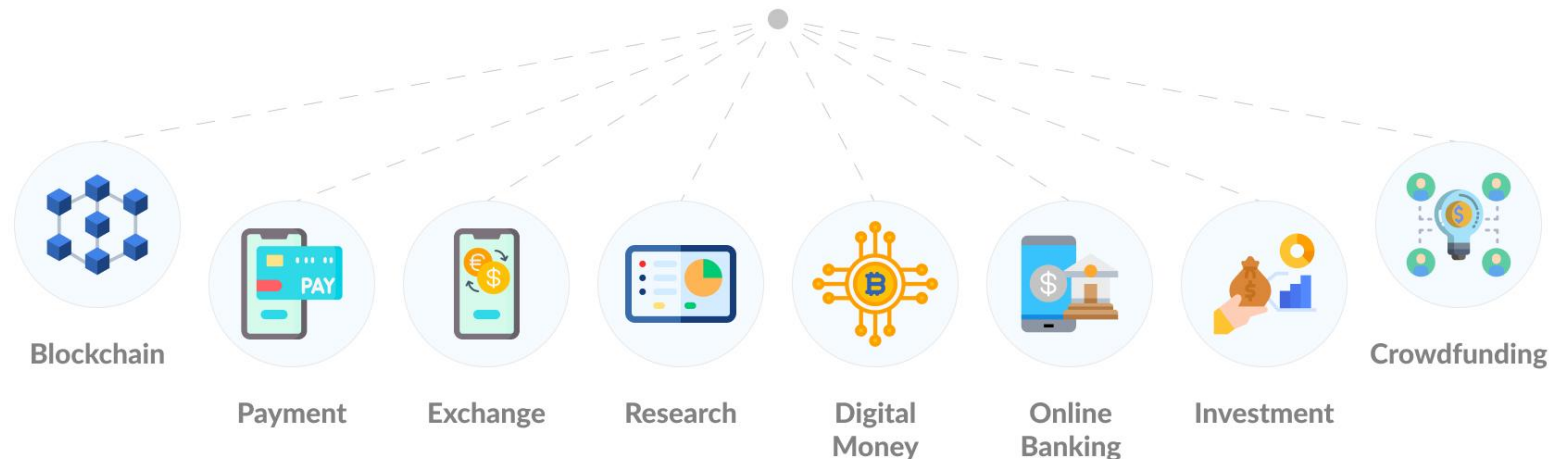 PAY
Blockchain
Crowdfunding
Payment
Exchange
Research
Digital
Money
Online
Banking
Investment